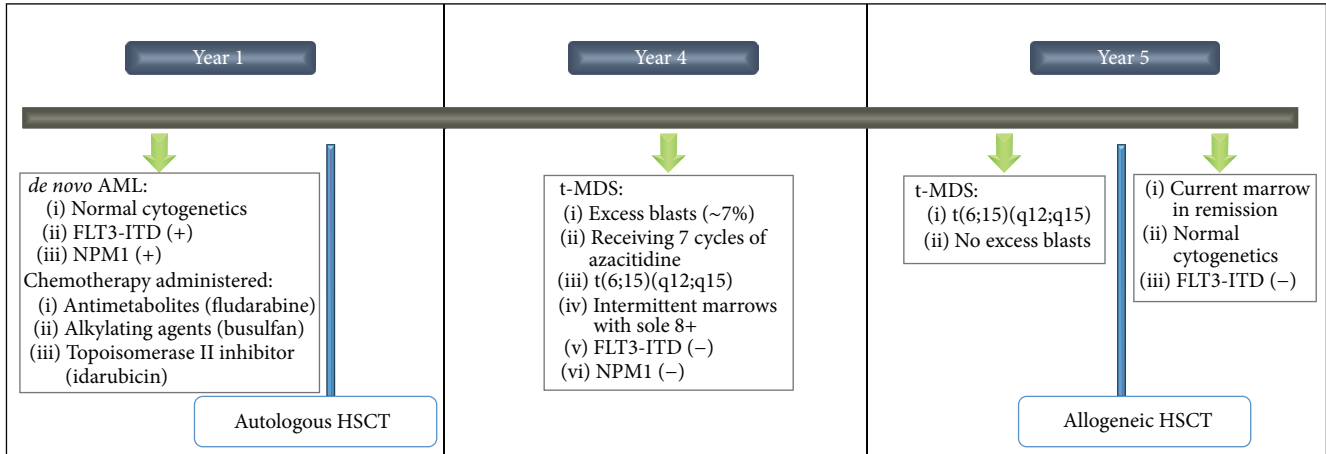 Year 1
Year 4
Year 5
de novo AML:
(i) Normal cytogenetics
(ii) FLT3-ITD (+)
(iii) NPM1 (+)
Chemotherapy administered:
(i) Antimetabolites (fludarabine)
(ii) Alkylating agents (busulfan)
(iii) Topoisomerase II inhibitor
(idarubicin)
Autologous HSCT
t-MDS:
(i) Excess blasts (~7%)
(ii) Receiving 7 cycles of
azacitidine
(iii) t(6;15)(q12;q15)
(iv) Intermittent marrows
with sole 8+
(v) FLT3-ITD (−)
(vi) NPM1 (−)
t-MDS:
(i) t(6;15)(q12;q15)
(ii) No excess blasts
Allogeneic HSCT
(i) Current marrow
in remission
(ii) Normal
cytogenetics
(iii) FLT3-ITD (−)